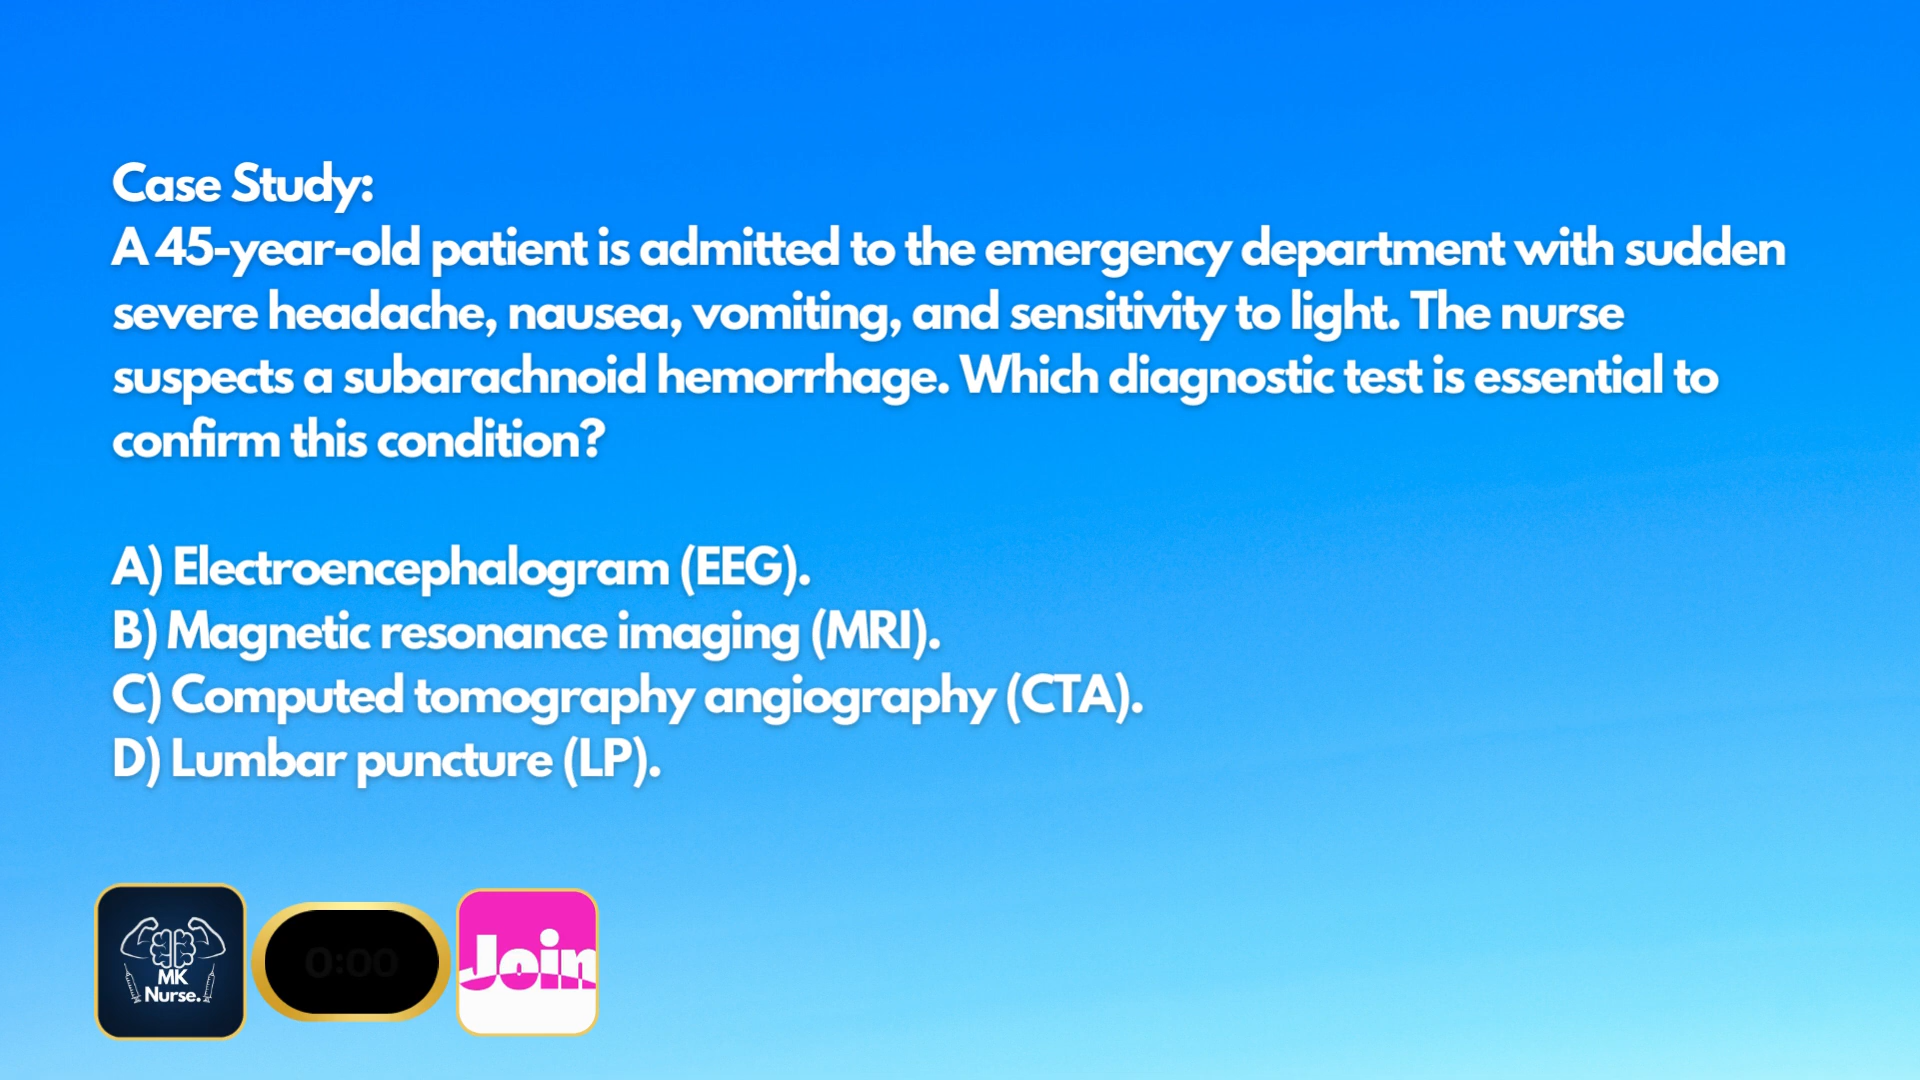 Case Study:
A 45-year-old patient is admitted to the emergency department with sudden
severe headache, nausea, vomiting, and sensitivity to light. The nurse
suspects a subarachnoid hemorrhage. Which diagnostic test is essential to
confirm this condition?
A) Electroencephalogram (EEG).
B) Magnetic resonance imaging (MRI).
C) Computed tomography angiography (CTA).
D) Lumbar puncture (LP).
MK
Nurse.
0:00
Join